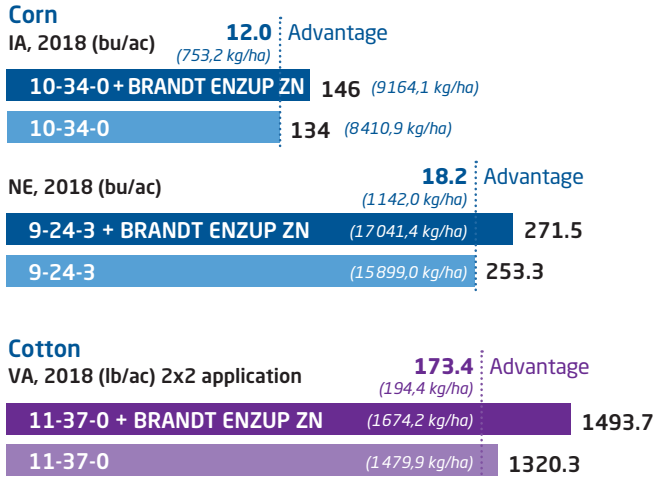 Corn
IA, 2018 (bu/ac)
12.0 Advantage
(753,2 kg/ha)
10-34-0 + BRANDT ENZUP ZN 146 (9164,1 kg/ha)
10-34-0 134 (8410,9 kg/ha)
NE, 2018 (bu/ac)
18.2 Advantage
(1142,0 kg/ha)
9-24-3 + BRANDT ENZUP ZN (17041,4 kg/ha) 271.5
9-24-3 (15899,0 kg/ha) 253.3
Cotton
VA, 2018 (lb/ac) 2x2 application
173.4 Advantage
(194,4 kg/ha)
11-37-0 + BRANDT ENZUP ZN (1674,2 kg/ha) 1493.7
11-37-0 (1479,9 kg/ha) 1320.3